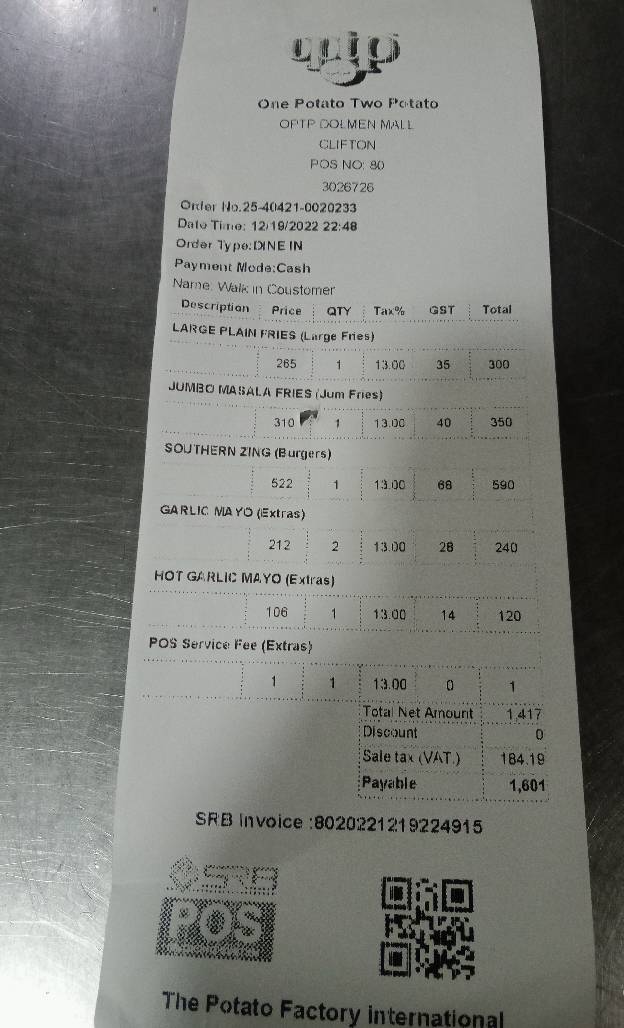 optp
One Potato Two Potato
OPTP DOLMEN MALL
CLIFTON
POS NO: 80
3026726
Order No.25-40421-0020233
Date Time: 12/19/2022 22:48
Order Type:DINE IN
Payment Mode:Cash
Name: Walk in Coustomer
Description Price QTY Tax% GST Total
LARGE PLAIN FRIES (Large Fries)
265 1 13.00 35 300
JUMBO MASALA FRIES (Jum Fries)
310 1 13.00 40 350
SOUTHERN ZING (Burgers)
522 1 13.00 68 590
GARLIC MAYO (Extras)
212 2 13.00 28 240
HOT GARLIC MAYO (Extras)
106 1 13.00 14 120
POS Service Fee (Extras)
1 1 13.00 0 1
Total Net Amount 1,417
Discount 0
Sale tax (VAT.) 184.19
Payable 1,601
SRB Invoice :8020221219224915
SRB
POS
The Potato Factory international